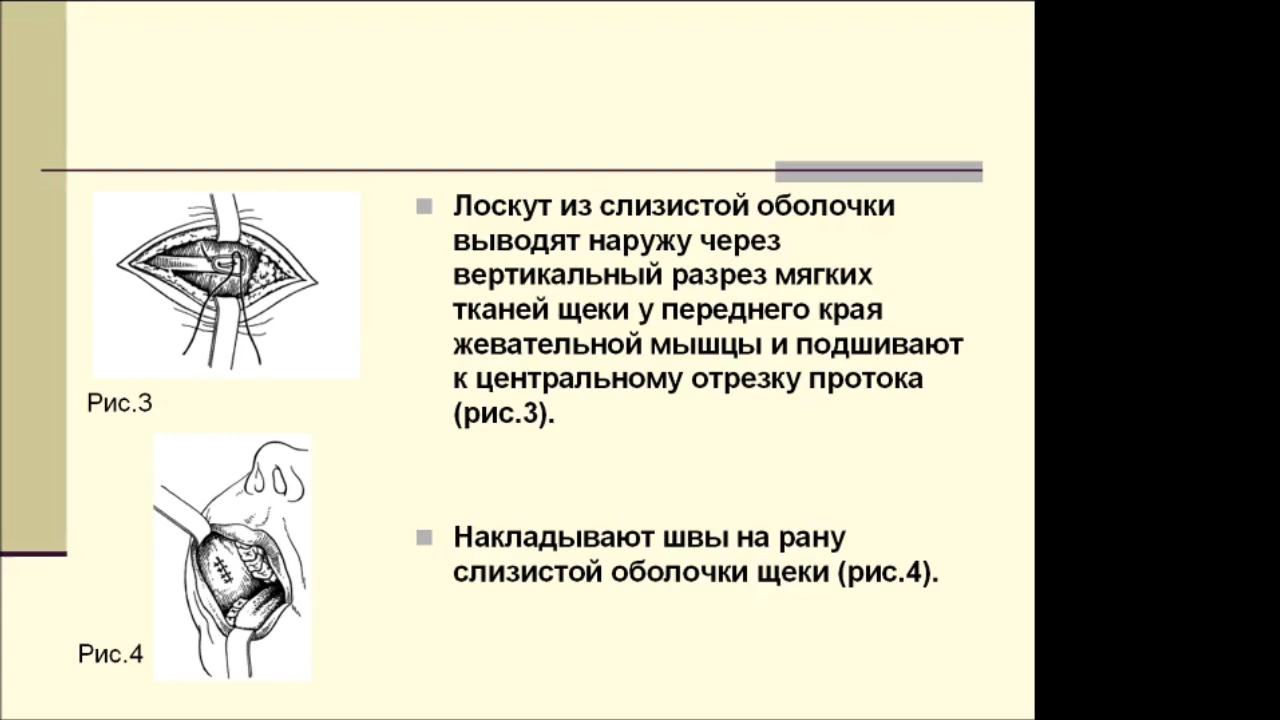 Лоскут из слизистой оболочки
выводят наружу через
вертикальный разрез мягких
тканей щеки у переднего края
жевательной мышцы и подшивают
к центральному отрезку протока
(рис.3).
Рис.3
Накладывают швы на рану
слизистой оболочки щеки (рис.4).
Рис.4